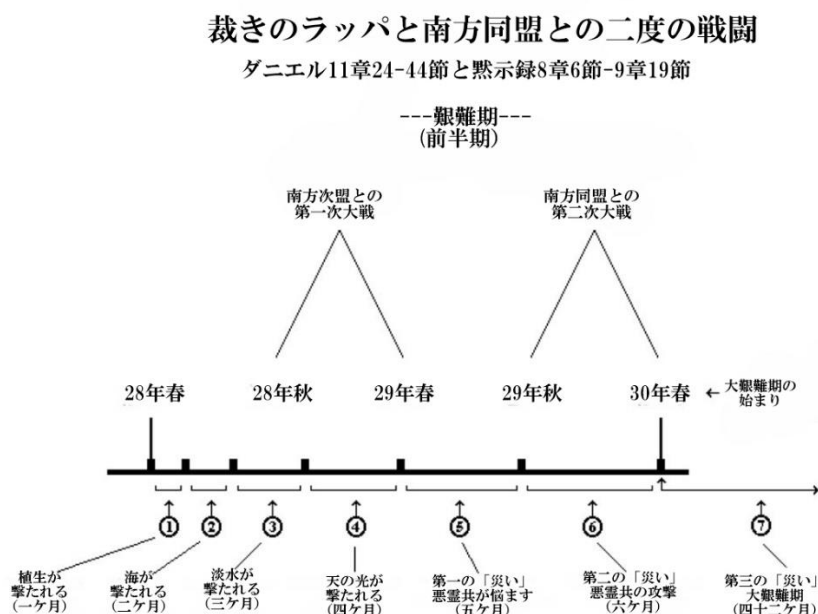 裁きのラッパと南方同盟との二度の戦闘
ダニエル11章24-44節と黙示録8章6節-9章19節
---艱難期---
(前半期)
南方次盟との
第一次大戦
南方同盟との
第二次大戦
28年春
28年秋
29年春
29年秋
30年春
←大艱難期の
始まり
①
②
③
④
⑤
⑥
⑦
植生が
撃たれる
(一ケ月)
海が
撃たれる
(二ケ月)
淡水が
撃たれる
(三ケ月)
天の光が
撃たれる
(四ケ月)
第一の「災い」
悪霊共が悩ます
(五ケ月)
第二の「災い」
悪霊共の攻撃
(六ケ月)
第三の「災い」
大艱難期
(四十二ケ月)